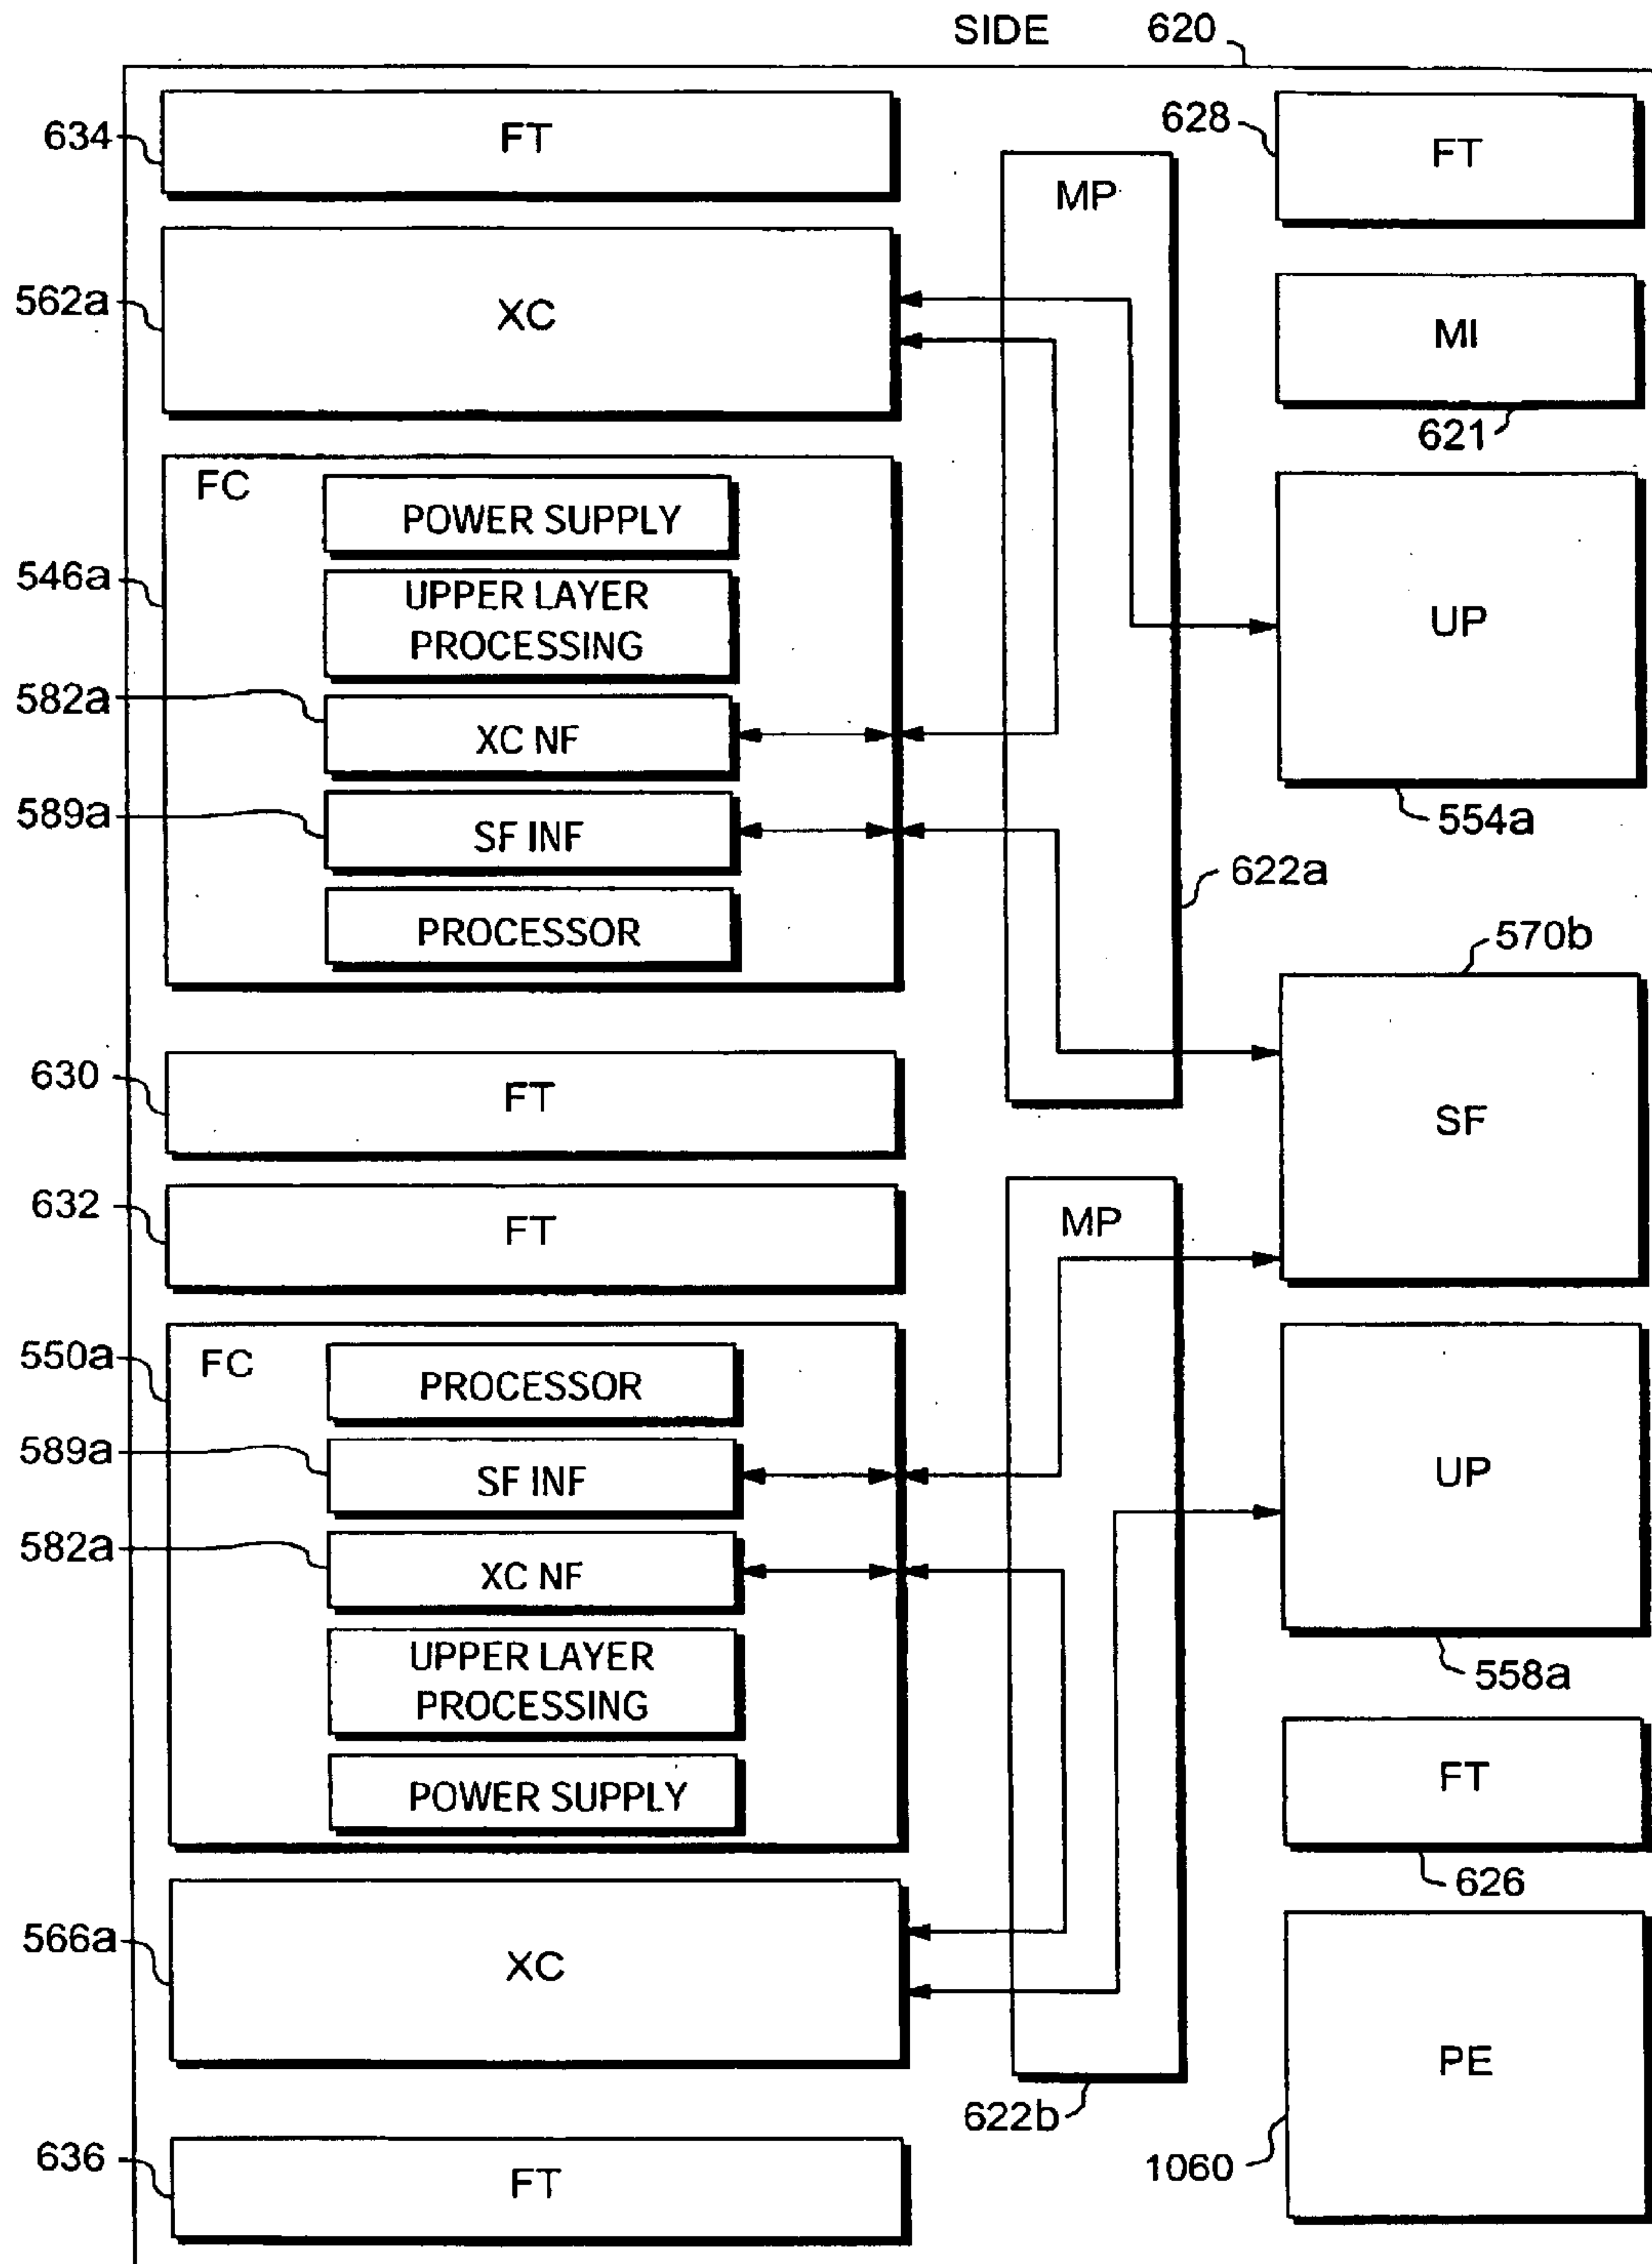 SIDE
620
634
FT
628
FT
MP
562a
XC
MI
621
FC
POWER SUPPLY
546a
UPPER LAYER
PROCESSING
UP
582a
XC NF
589a
SF INF
554a
622a
PROCESSOR
570b
630
FT
SF
632
FT
MP
550a
FC
PROCESSOR
589a
SF INF
UP
582a
XC NF
UPPER LAYER
PROCESSING
558a
POWER SUPPLY
FT
626
566a
XC
PE
622b
636
FT
1060